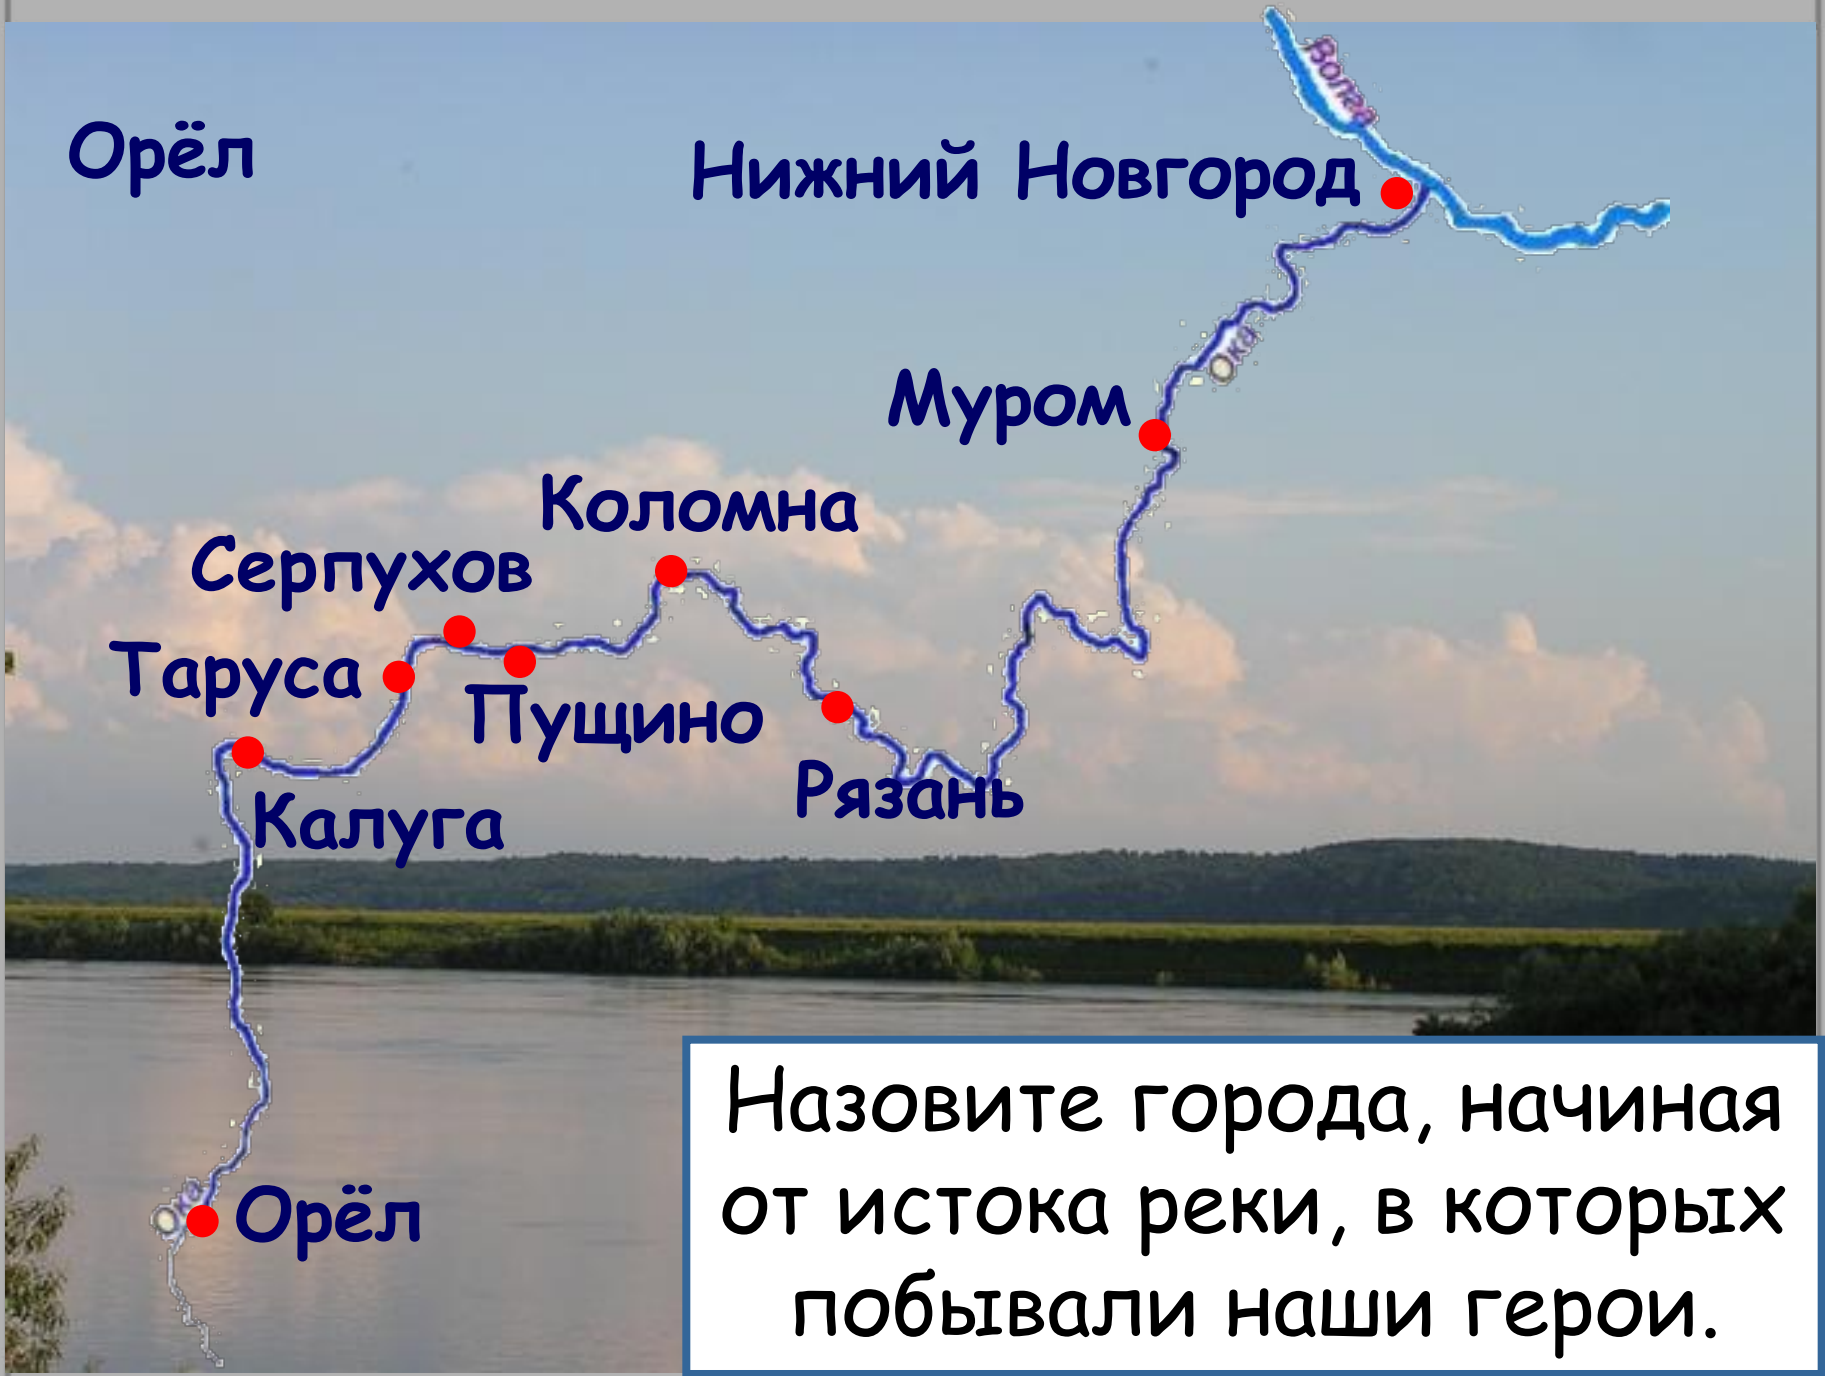 Волга
Орёл
Нижний Новгород
Ока
Муром
Коломна
Серпухов
Таруса
Пущино
Рязань
Калуга
Ока
Орёл
Назовите города, начиная
от истока реки, в которых
побывали наши герои.